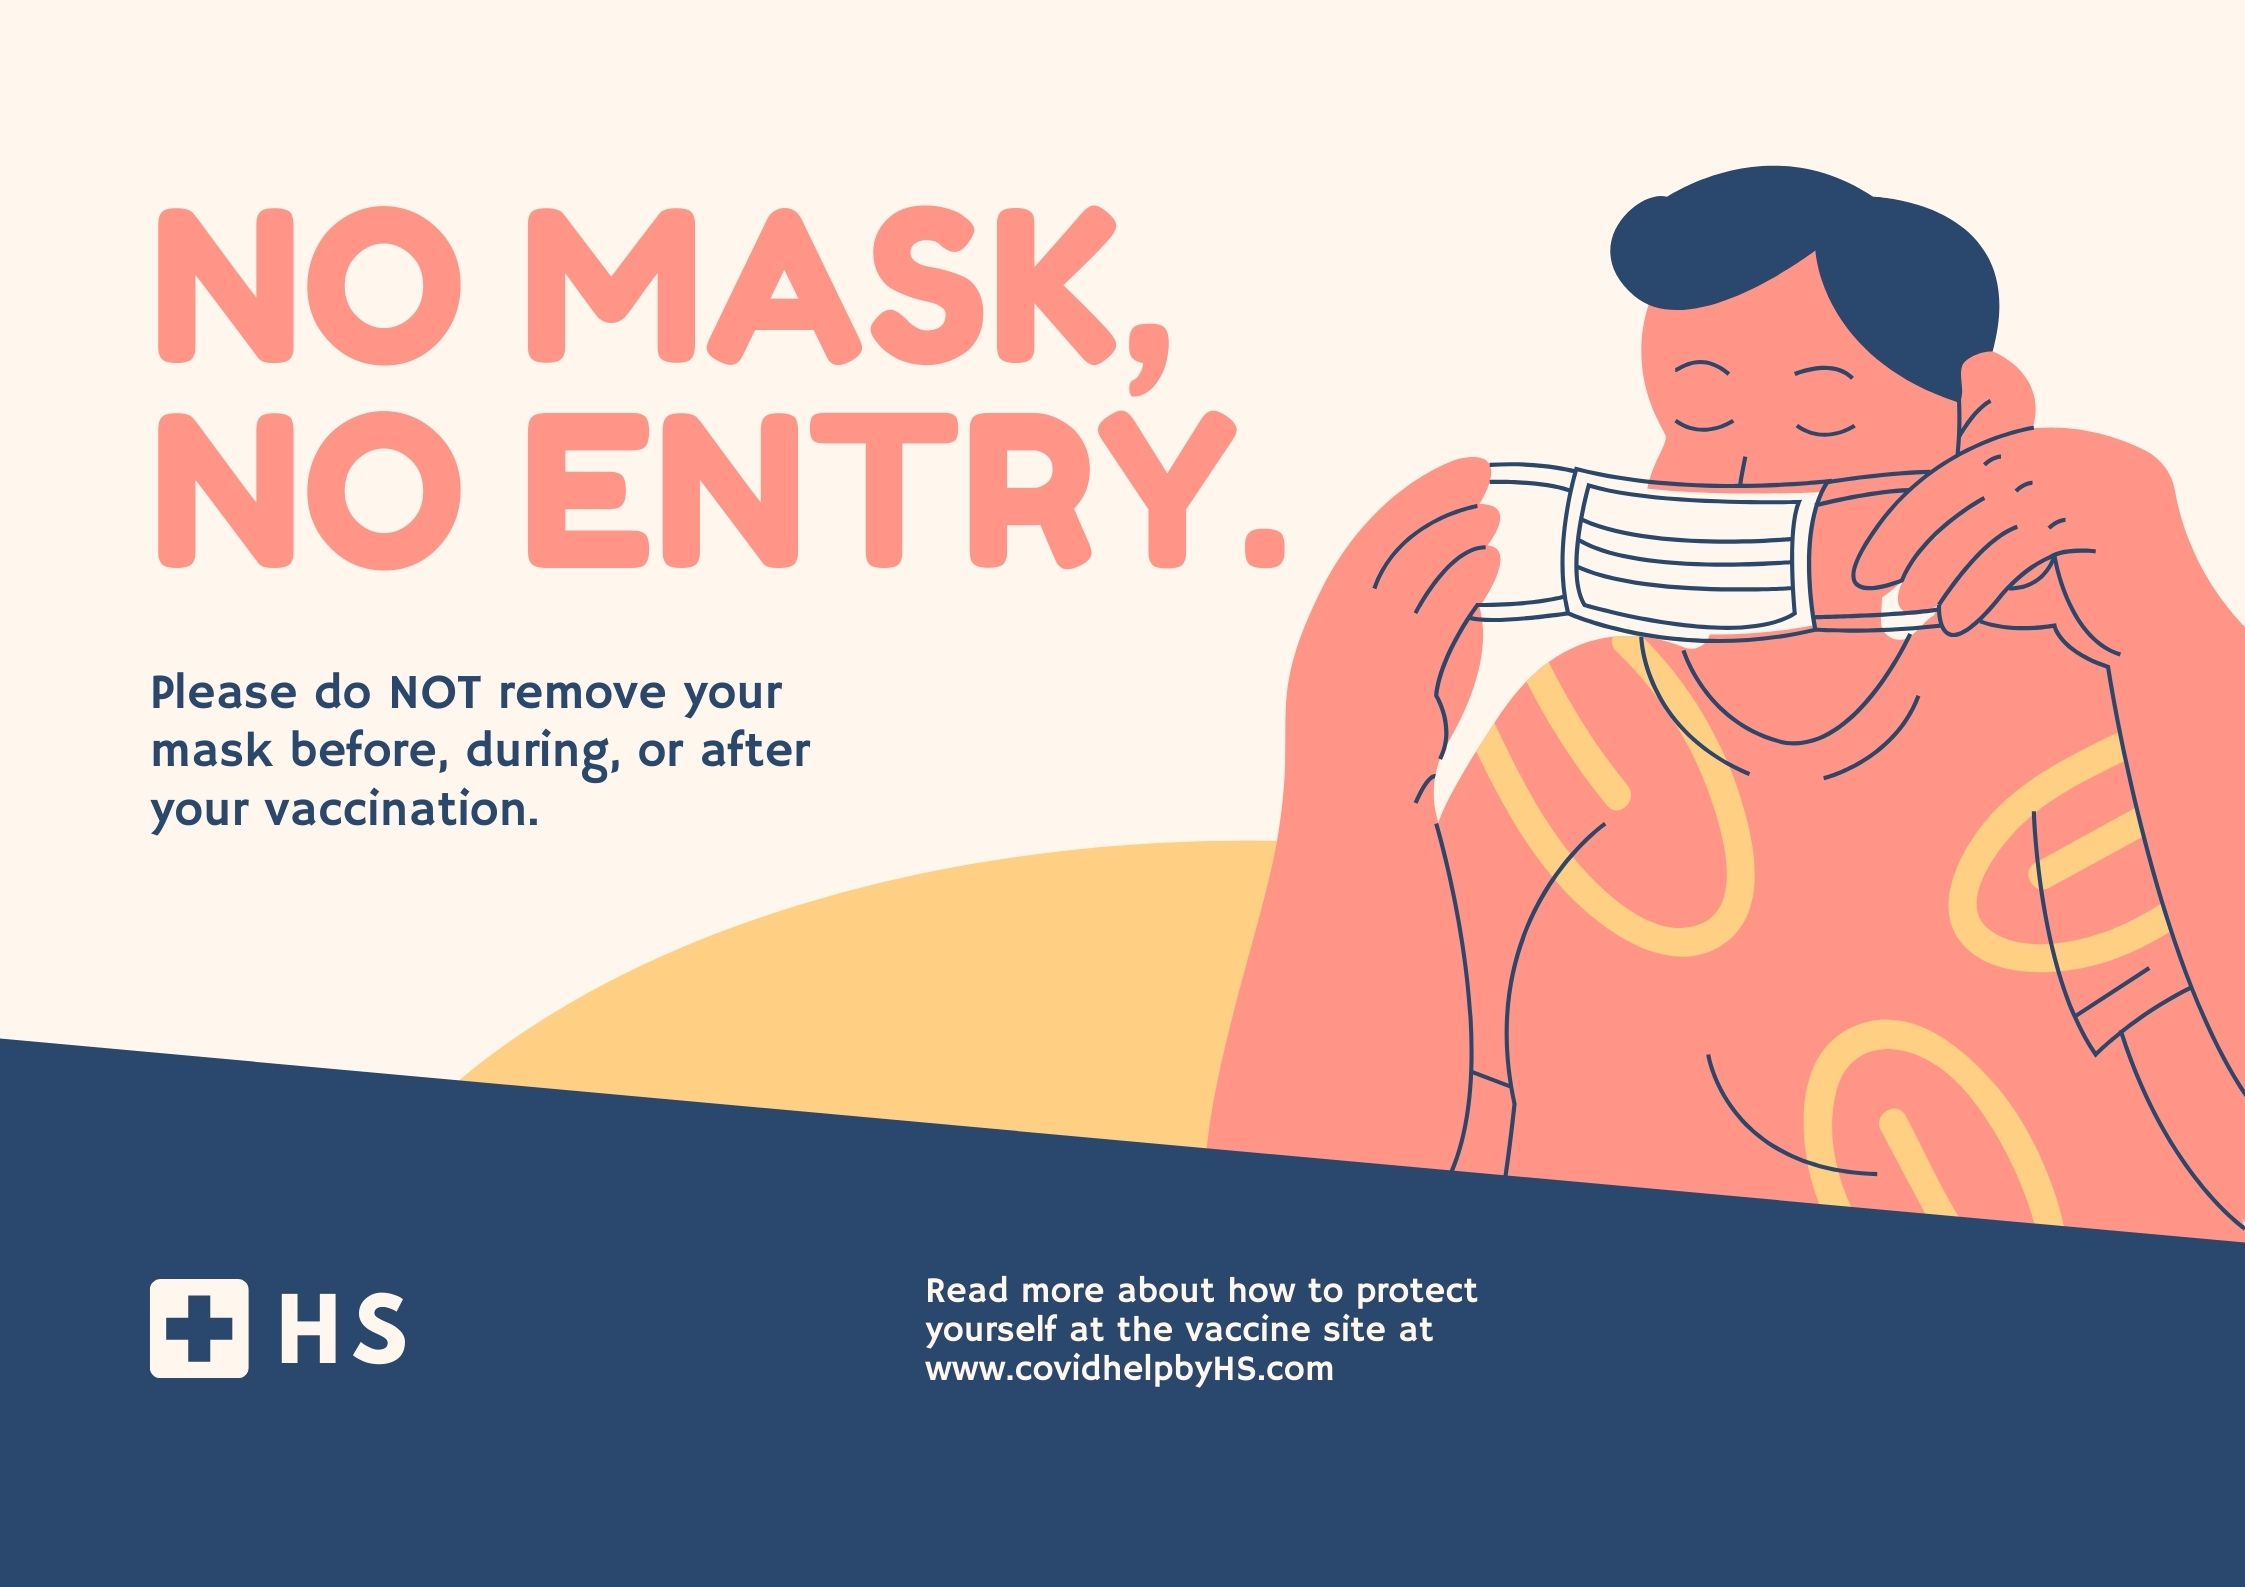 NO MASK,
NO ENTRY.
Please do NOT remove your
mask before, during, or after
your vaccination.
HS
Read more about how to protect
yourself at the vaccine site at
www.covidhelpbyHS.com